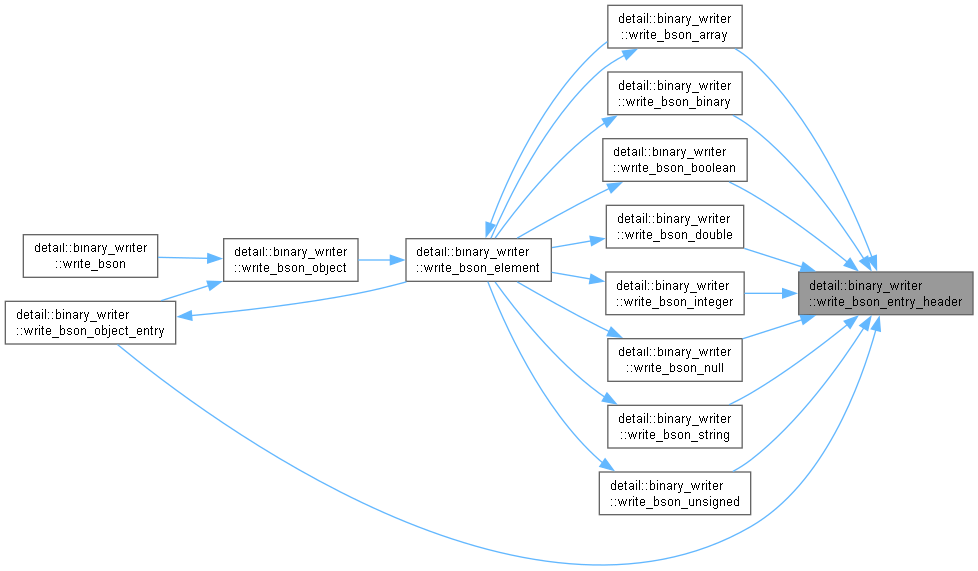 detail::binary_writer
::write_bson_array
detail::binary_writer
::write_bson_binary
detail::binary_writer
::write_bson_boolean
detail::binary_writer
::write_bson_double
detail::binary_writer
::write_bson
detail::binary_writer
::write_bson_object
detail::binary_writer
::write_bson_element
detail::binary_writer
::write_bson_integer
detail::binary_writer
::write_bson_entry_header
detail::binary_writer
::write_bson_object_entry
detail::binary_writer
::write_bson_null
detail::binary_writer
::write_bson_string
detail::binary_writer
::write_bson_unsigned